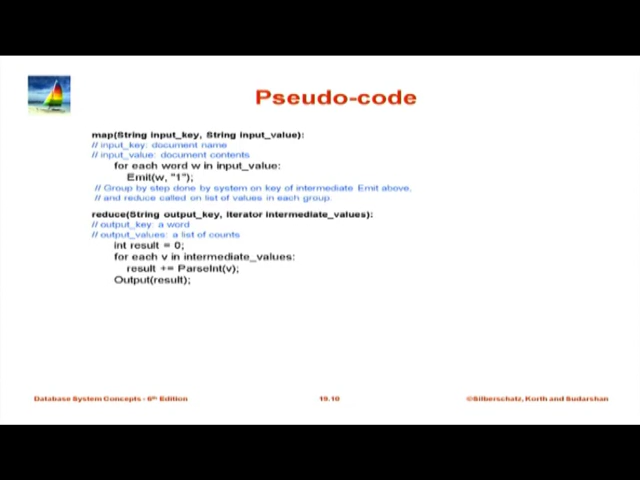 Pseudo-code
map(String input_key, String input_value):
// input_key: document name
// input_value: document contents
for each word w in input_value:
Emit(w, "1");
// Group by step done by system on key of intermediate Emit above,
// and reduce called on list of values in each group.
reduce(String output_key, Iterator intermediate_values):
// output_key: a word
// output_values: a list of counts
int result = 0;
for each v in intermediate_values:
result += ParseInt(v);
Output(result);
Database System Concepts - 6th Edition
19.10
©Silberschatz, Korth and Sudarshan